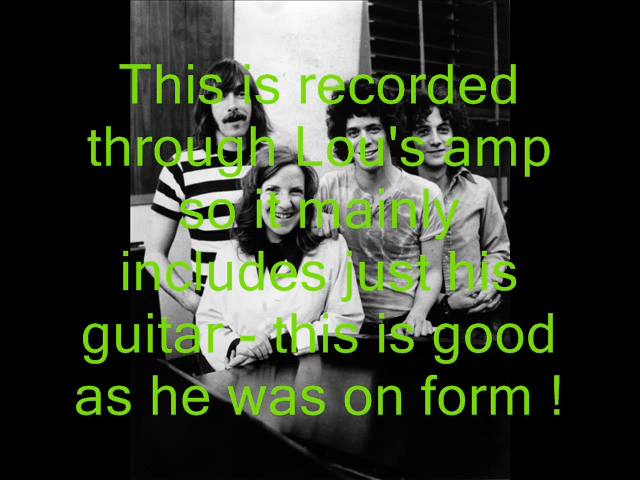 This is recorded
through Lou's amp
so it mainly
includes just his
guitar - this is good
as he was on form !